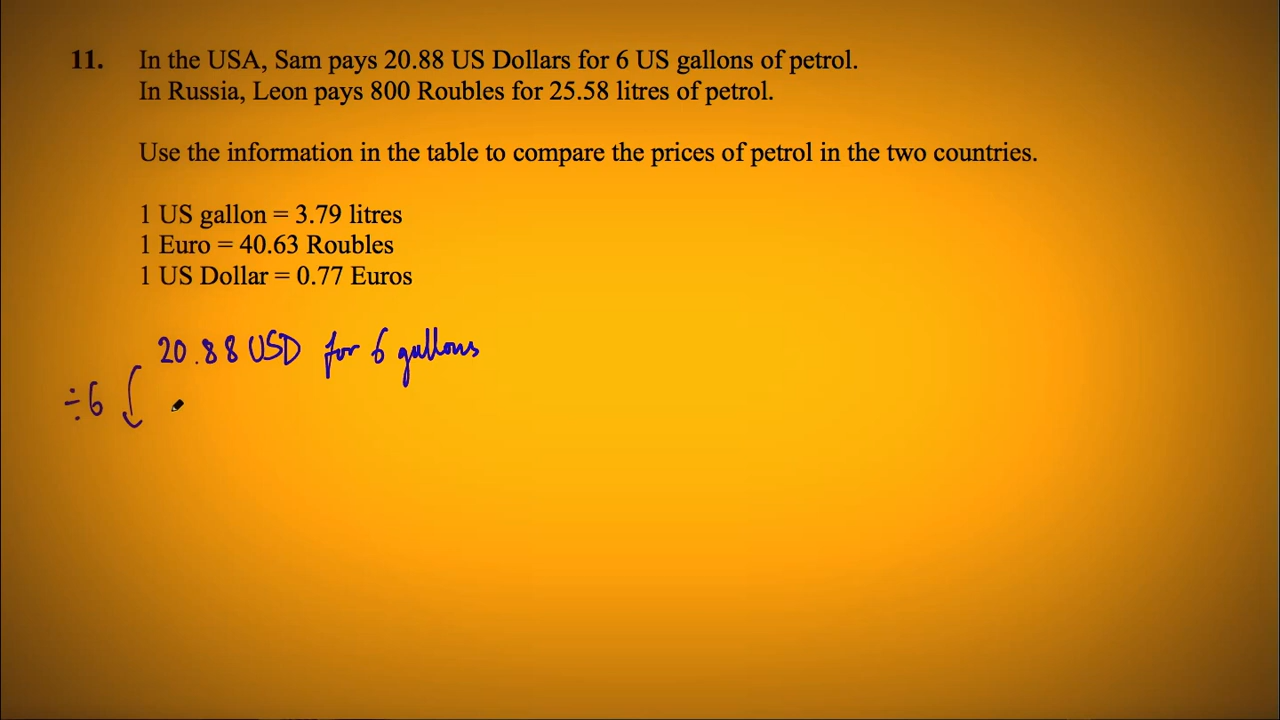 11. In the USA, Sam pays 20.88 US Dollars for 6 US gallons of petrol.
In Russia, Leon pays 800 Roubles for 25.58 litres of petrol.
Use the information in the table to compare the prices of petrol in the two countries.
1 US gallon = 3.79 litres
1 Euro = 40.63 Roubles
1 US Dollar = 0.77 Euros
20.88 USD for 6 gallons
÷6